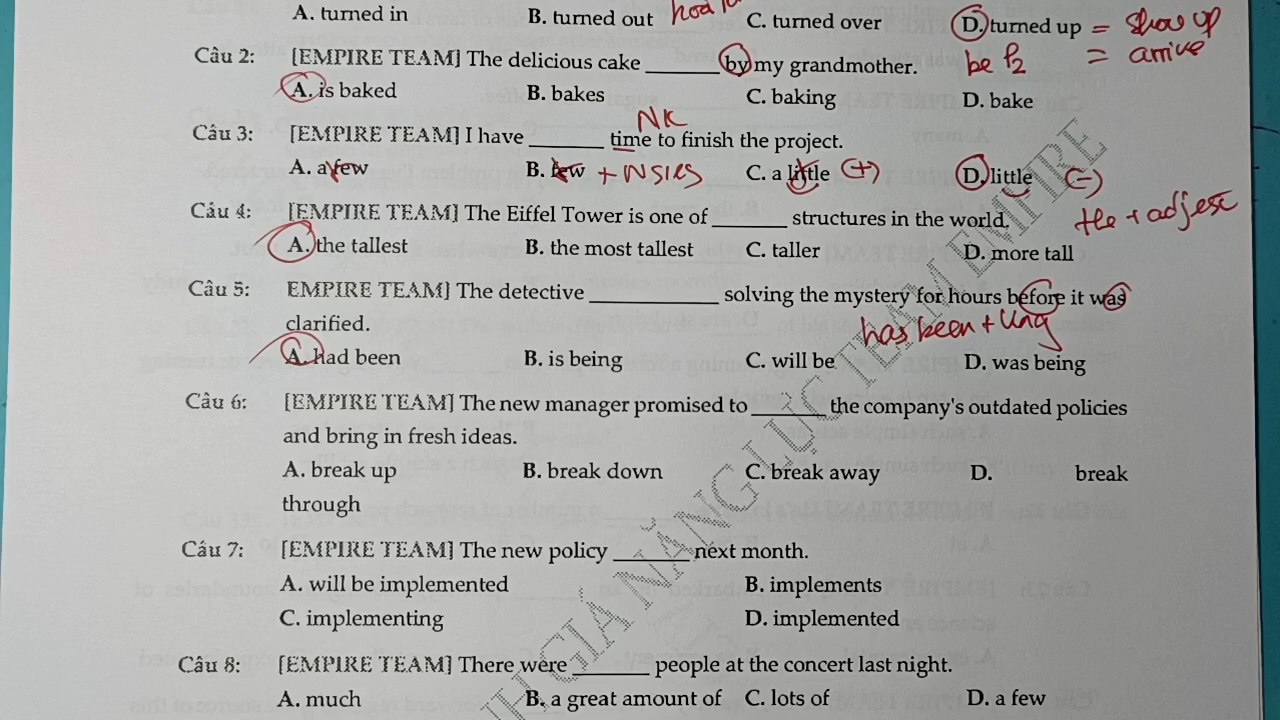 A. turned in B. turned out C. turned over D. turned up = show up
Câu 2: [EMPIRE TEAM] The delicious cake _______ by my grandmother. be P2 = arrive
A. is baked B. bakes C. baking D. bake
NK
Câu 3: [EMPIRE TEAM] I have _______ time to finish the project.
A. a few B. few + N s/es C. a little (+) D. little (-)
Câu 4: [EMPIRE TEAM] The Eiffel Tower is one of _______ structures in the world. the + adj est
A. the tallest B. the most tallest C. taller D. more tall
Câu 5: EMPIRE TEAM] The detective ____________ solving the mystery for hours before it was
clarified. has been + Ving
A. had been B. is being C. will be D. was being
Câu 6: [EMPIRE TEAM] The new manager promised to _______ the company's outdated policies
and bring in fresh ideas.
A. break up B. break down C. break away D. break
through
Câu 7: [EMPIRE TEAM] The new policy _______ next month.
A. will be implemented B. implements
C. implementing D. implemented
Câu 8: [EMPIRE TEAM] There were _______ people at the concert last night.
A. much B. a great amount of C. lots of D. a few
GIÁ NĂNG LỰC TEAM EMPIRE